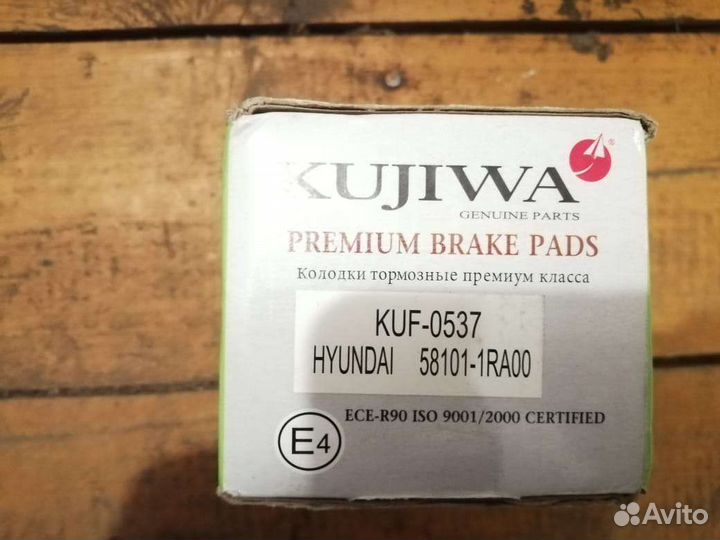 KUJIWA
GENUINE PARTS
PREMIUM BRAKE PADS
Колодки тормозные премиум класса
KUF-0537
HYUNDAI 58101-1RA00
ECE-R90 ISO 9001/2000 CERTIFIED
E4
Avito